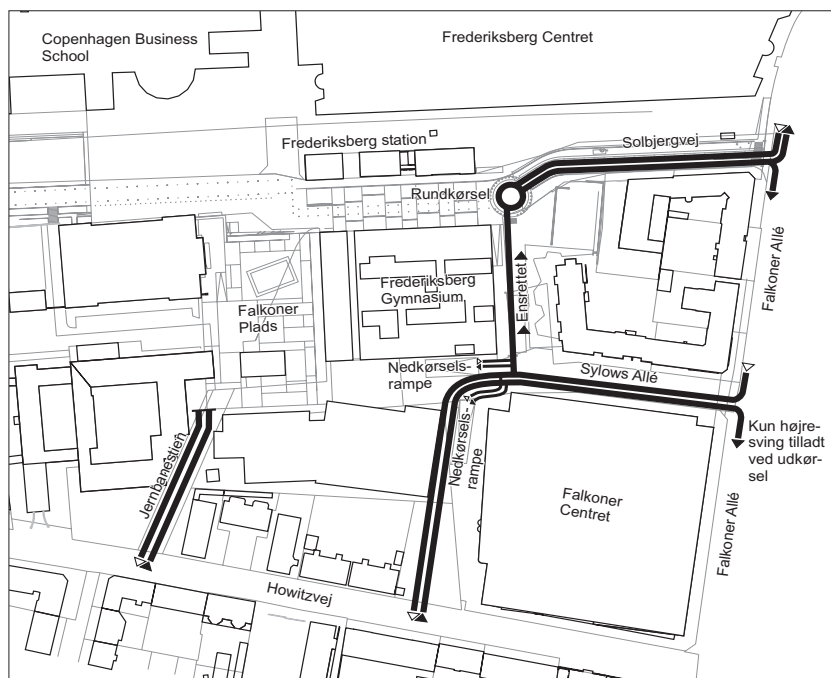 Copenhagen Business
School
Frederiksberg Centret
Frederiksberg station
Solbjergvej
Rundkørsel
Falkoner Allé
Ensrettet
Frederiksberg
Gymnasium
Falkoner
Plads
Nedkørsels-
rampe
Sylows Allé
Nedkørsels-
rampe
Kun højre-
sving tilladt
ved udkør-
sel
Jernbanestien
Falkoner
Centret
Falkoner Allé
Howitzvej